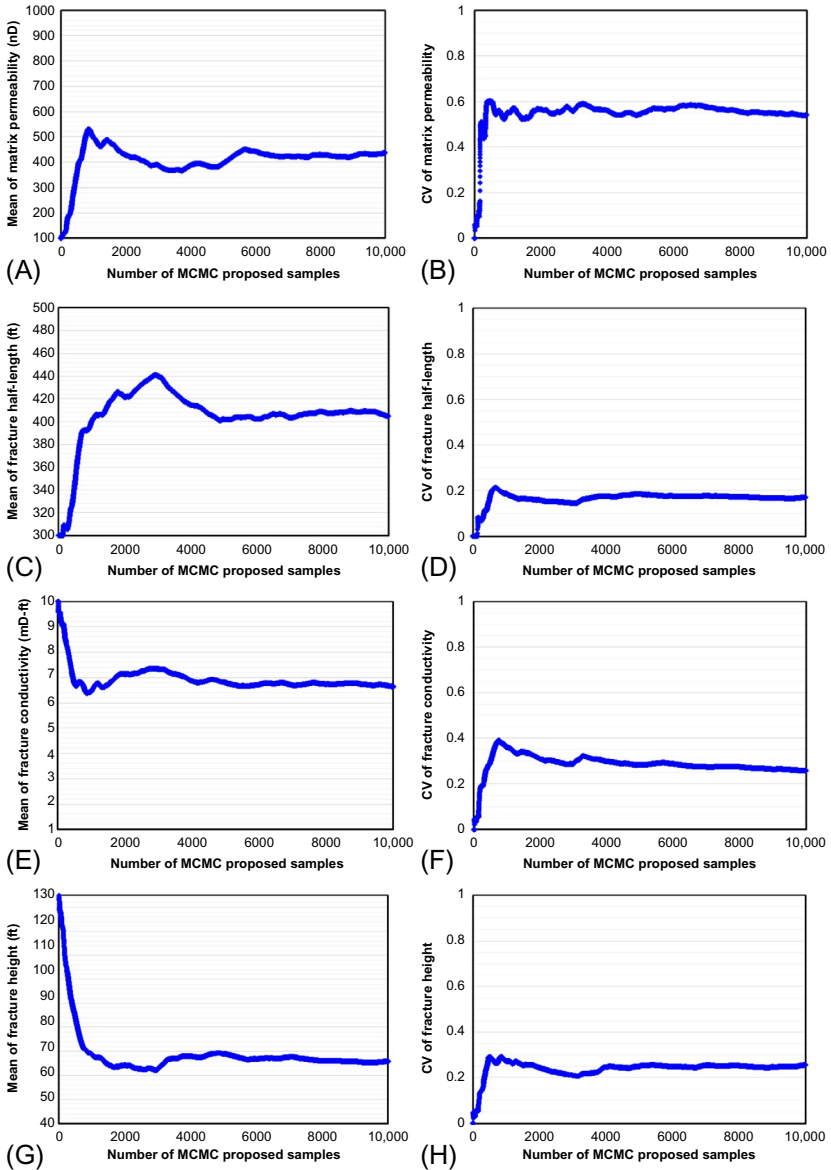 Mean of matrix permeability (nD)
1000
900
800
700
600
500
400
300
200
100
0 2000 4000 6000 8000 10,000
Number of MCMC proposed samples
(A)
CV of matrix permeability
1
0.8
0.6
0.4
0.2
0
0 2000 4000 6000 8000 10,000
Number of MCMC proposed samples
(B)
Mean of fracture half-length (ft)
500
480
460
440
420
400
380
360
340
320
300
0 2000 4000 6000 8000 10,000
Number of MCMC proposed samples
(C)
CV of fracture half-length
1
0.8
0.6
0.4
0.2
0
0 2000 4000 6000 8000 10,000
Number of MCMC proposed samples
(D)
Mean of fracture conductivity (mD-ft)
10
9
8
7
6
5
4
3
2
1
0 2000 4000 6000 8000 10,000
Number of MCMC proposed samples
(E)
CV of fracture conductivity
1
0.8
0.6
0.4
0.2
0
0 2000 4000 6000 8000 10,000
Number of MCMC proposed samples
(F)
Mean of fracture height (ft)
130
120
110
100
90
80
70
60
50
40
0 2000 4000 6000 8000 10,000
Number of MCMC proposed samples
(G)
CV of fracture height
1
0.8
0.6
0.4
0.2
0
0 2000 4000 6000 8000 10,000
Number of MCMC proposed samples
(H)